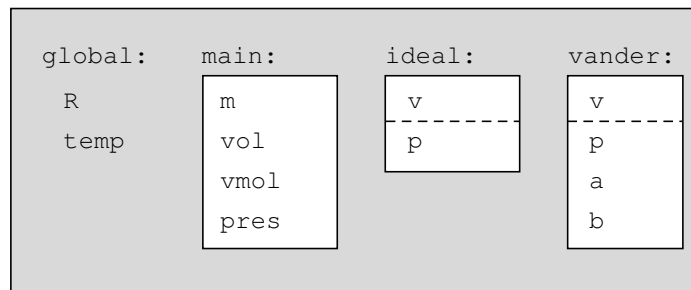 global: main: ideal: vander:
R m v v
temp vol p p
vmol a
pres b